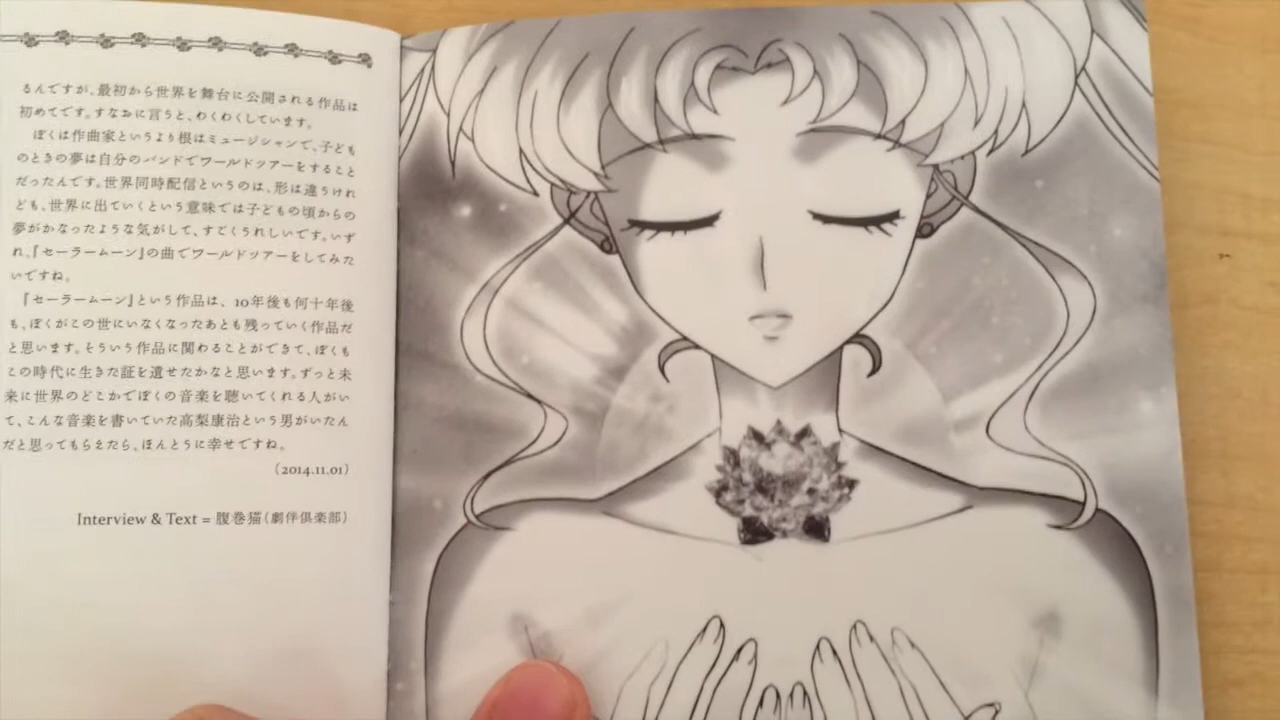 るんですが、最初から世界を舞台に公開される作品は
初めてです。すなおに言うと、わくわくしています。
ぼくは作曲家というより根はミュージシャンで、子ども
のときの夢は自分のバンドでワールドツアーをすること
だったんです。世界同時配信というのは、形は違うけれ
ども、世界に出ていくという意味では子どもの頃からの
夢がかなったような気がして、すごくうれしいです。いず
れ、『セーラームーン』の曲でワールドツアーをしてみた
いですね。
『セーラームーン』という作品は、10年後も何十年後
も、ぼくがこの世にいなくなったあとも残っていく作品だ
と思います。そういう作品に関わることができて、ぼくも
この時代に生きた証を遺せたかなと思います。ずっと未
来に世界のどこかでぼくの音楽を聴いてくれる人がい
て、こんな音楽を書いていた高梨康治という男がいたん
だと思ってもらえたら、ほんとうに幸せですね。
(2014.11.01)
Interview & Text = 腹巻猫(劇伴倶楽部)